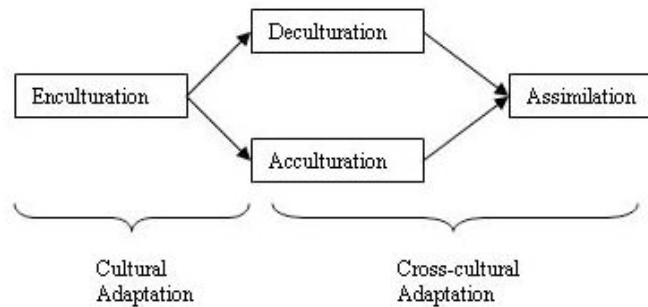 Deculturation
Enculturation
Assimilation
Acculturation
Cultural
Adaptation
Cross-cultural
Adaptation